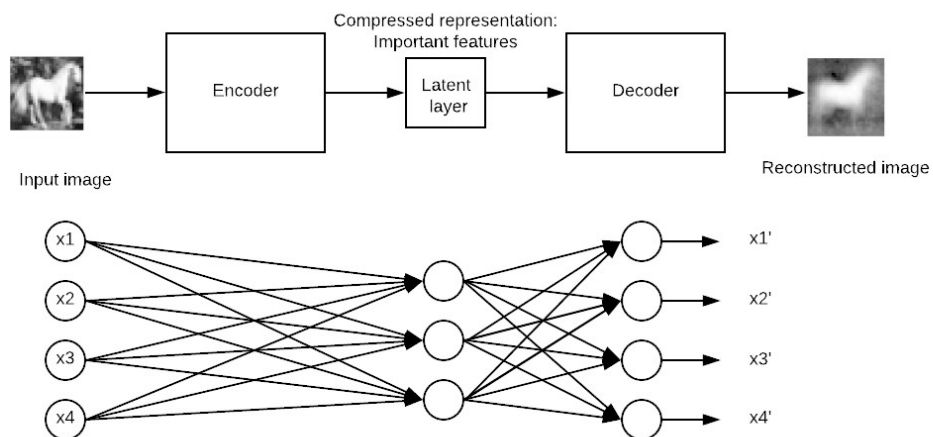 Compressed representation:
Important features
Encoder
Latent
layer
Decoder
Input image
Reconstructed image
x1
x1'
x2
x2'
x3
x3'
x4
x4'